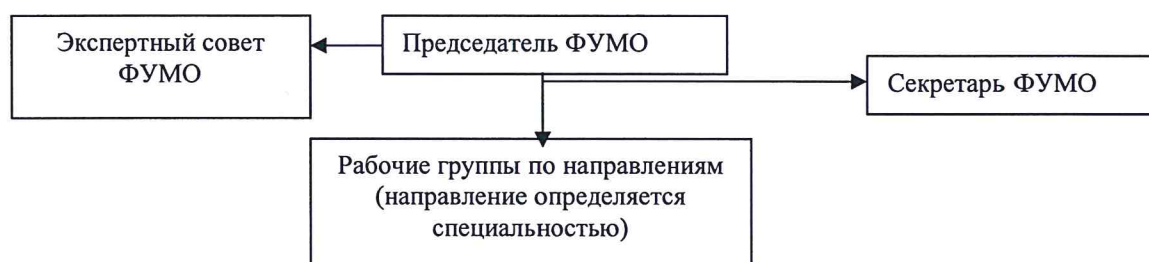 Экспертный совет
ФУМО
Председатель ФУМО
Секретарь ФУМО
Рабочие группы по направлениям
(направление определяется
специальностью)